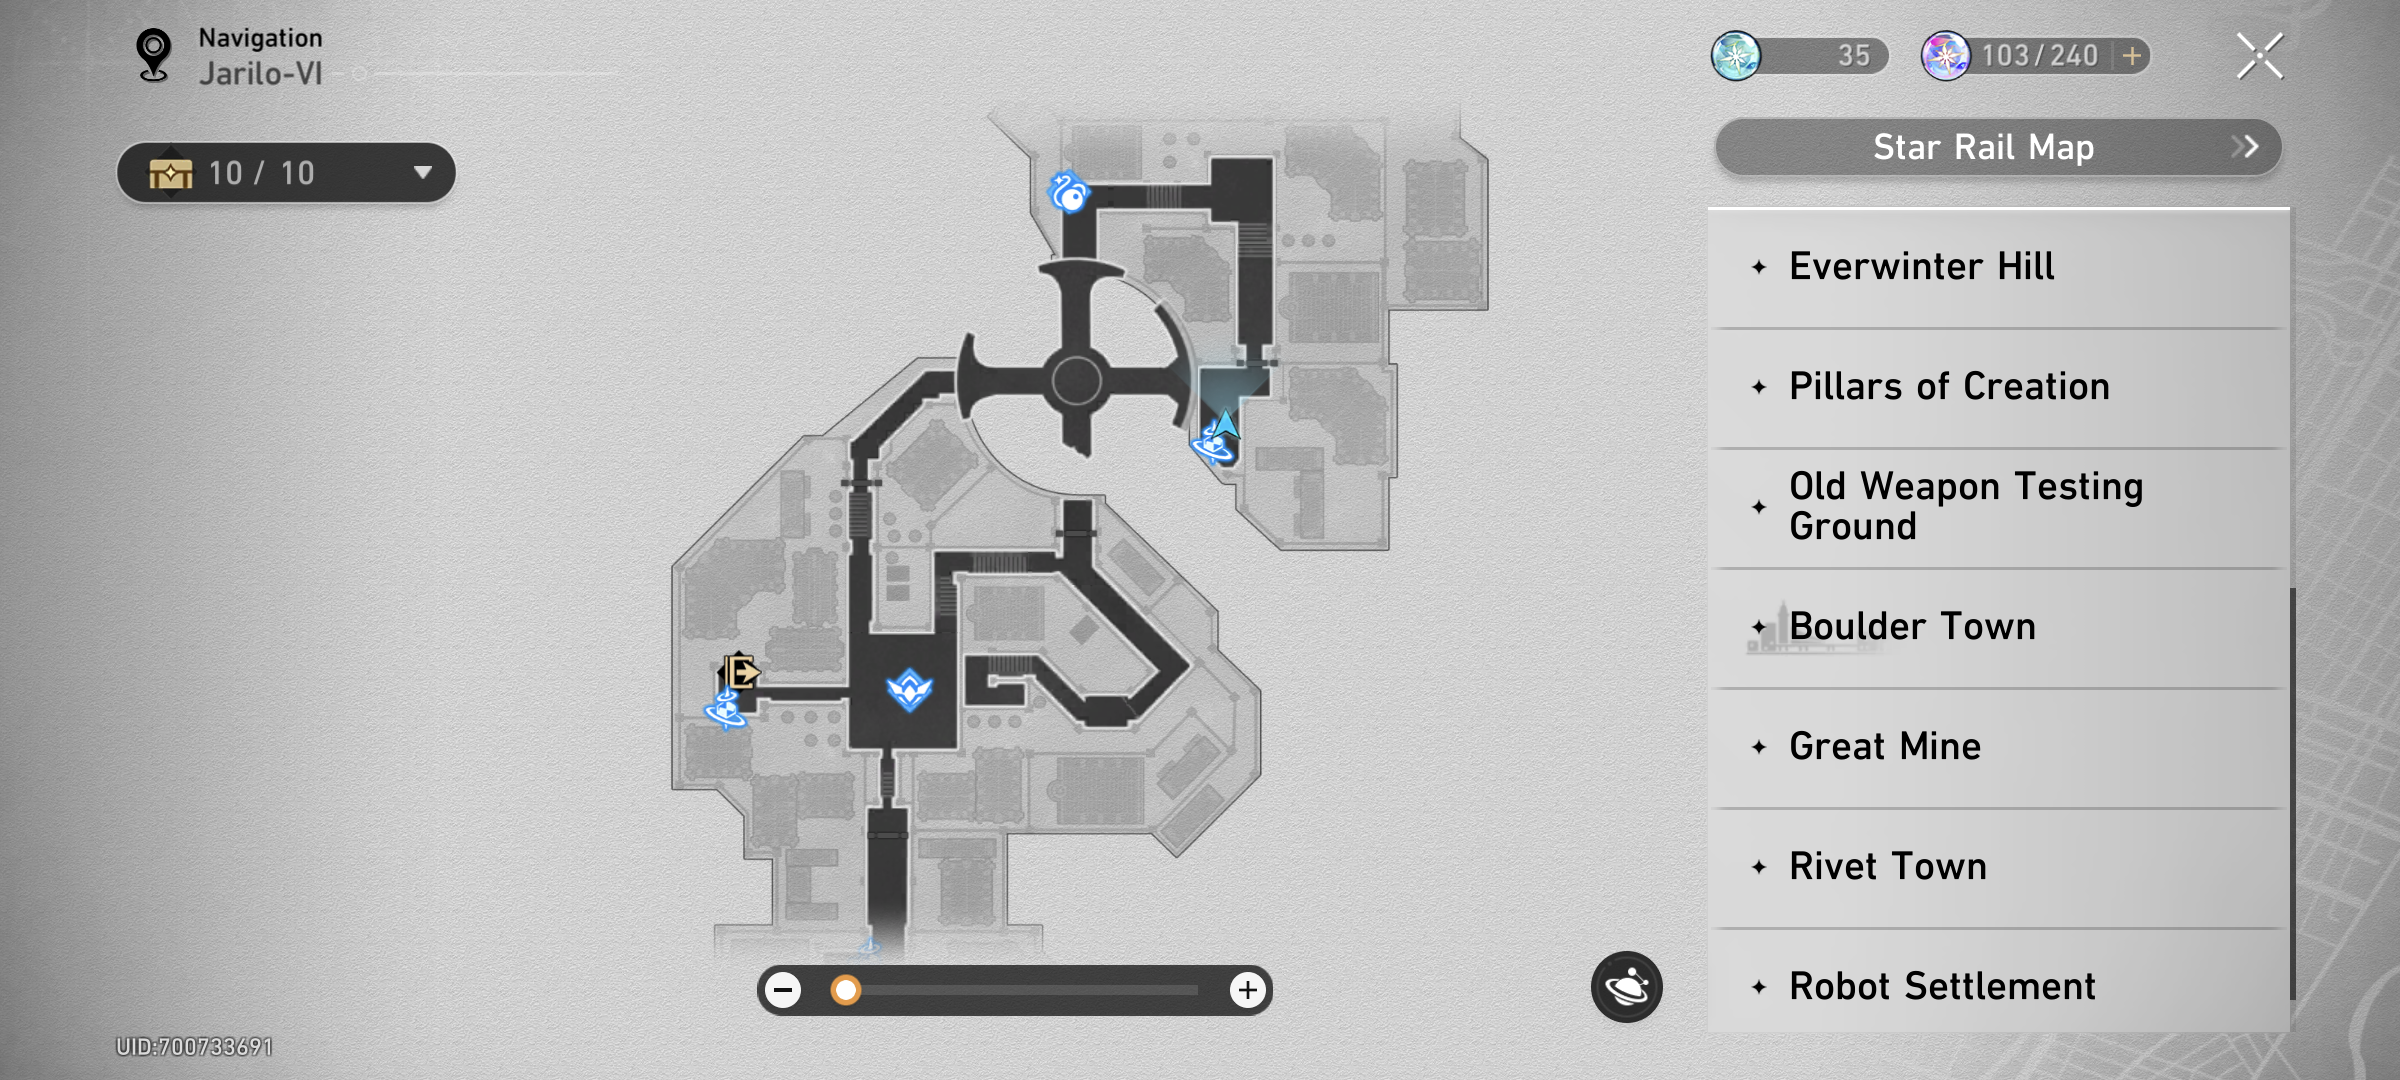 Navigation
Jarilo-VI
10 / 10
35
103/240
Star Rail Map
Everwinter Hill
Pillars of Creation
Old Weapon Testing
Ground
Boulder Town
Great Mine
Rivet Town
Robot Settlement
UID:700733691